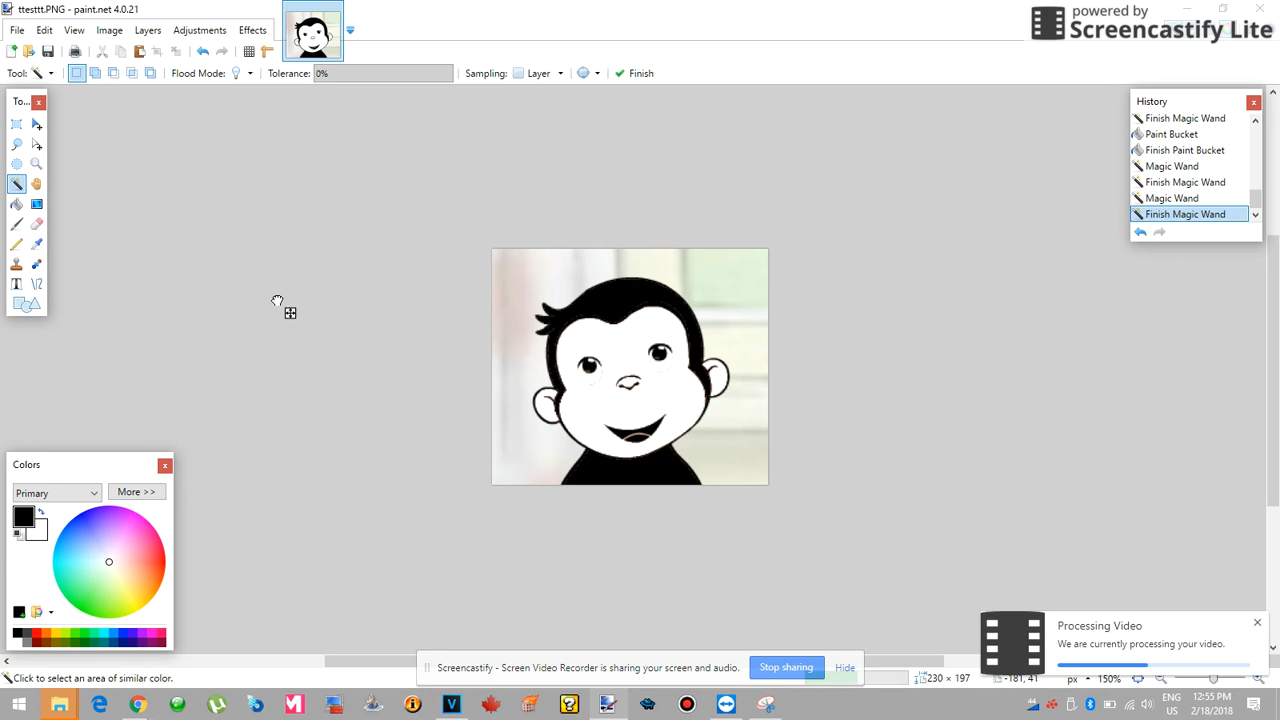 ttesttt.PNG - paint.net 4.0.21
powered by
Screencastify Lite
File Edit View Image Layers Adjustments Effects
Tool: Flood Mode: Tolerance: 0% Sampling: Layer Finish
To...
History
Finish Magic Wand
Paint Bucket
Finish Paint Bucket
Magic Wand
Finish Magic Wand
Magic Wand
Finish Magic Wand
Colors
Primary More >>
Processing Video
We are currently processing your video.
Screencastify - Screen Video Recorder is sharing your screen and audio. Stop sharing Hide
Click to select an area of similar color. 230 × 197 -181, 41 px 150%
ENG 12:55 PM
US 2/18/2018